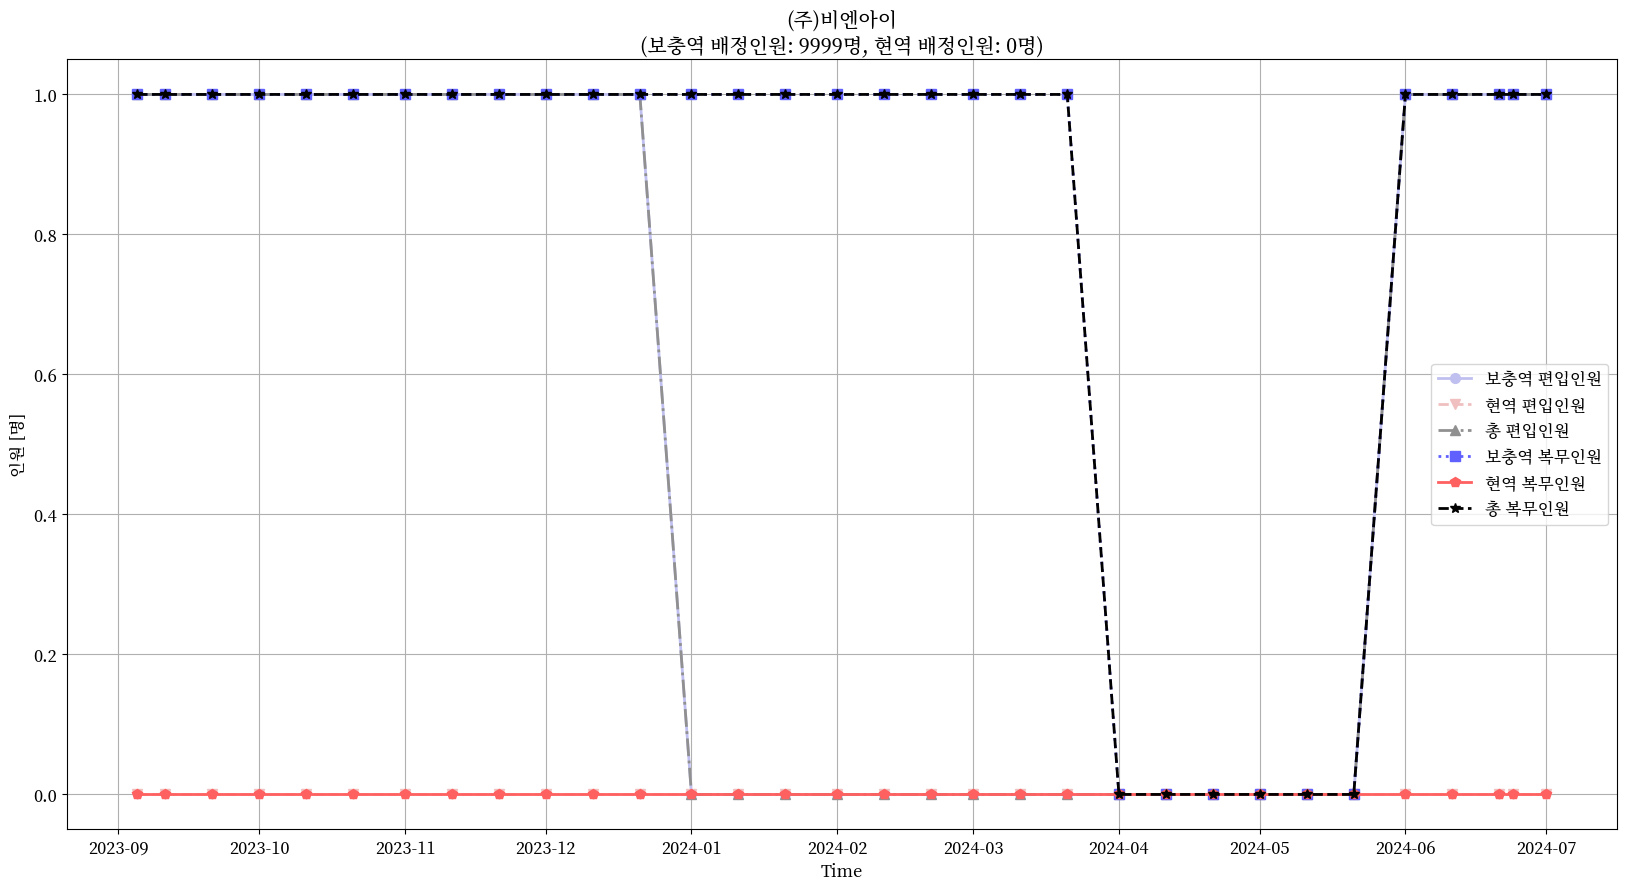 (주)비엔아이
(보충역 배정인원: 9999명, 현역 배정인원: 0명)
인원 [명]
1.0
0.8
0.6
0.4
0.2
0.0
보충역 편입인원
현역 편입인원
총 편입인원
보충역 복무인원
현역 복무인원
총 복무인원
2023-09 2023-10 2023-11 2023-12 2024-01 2024-02 2024-03 2024-04 2024-05 2024-06 2024-07
Time